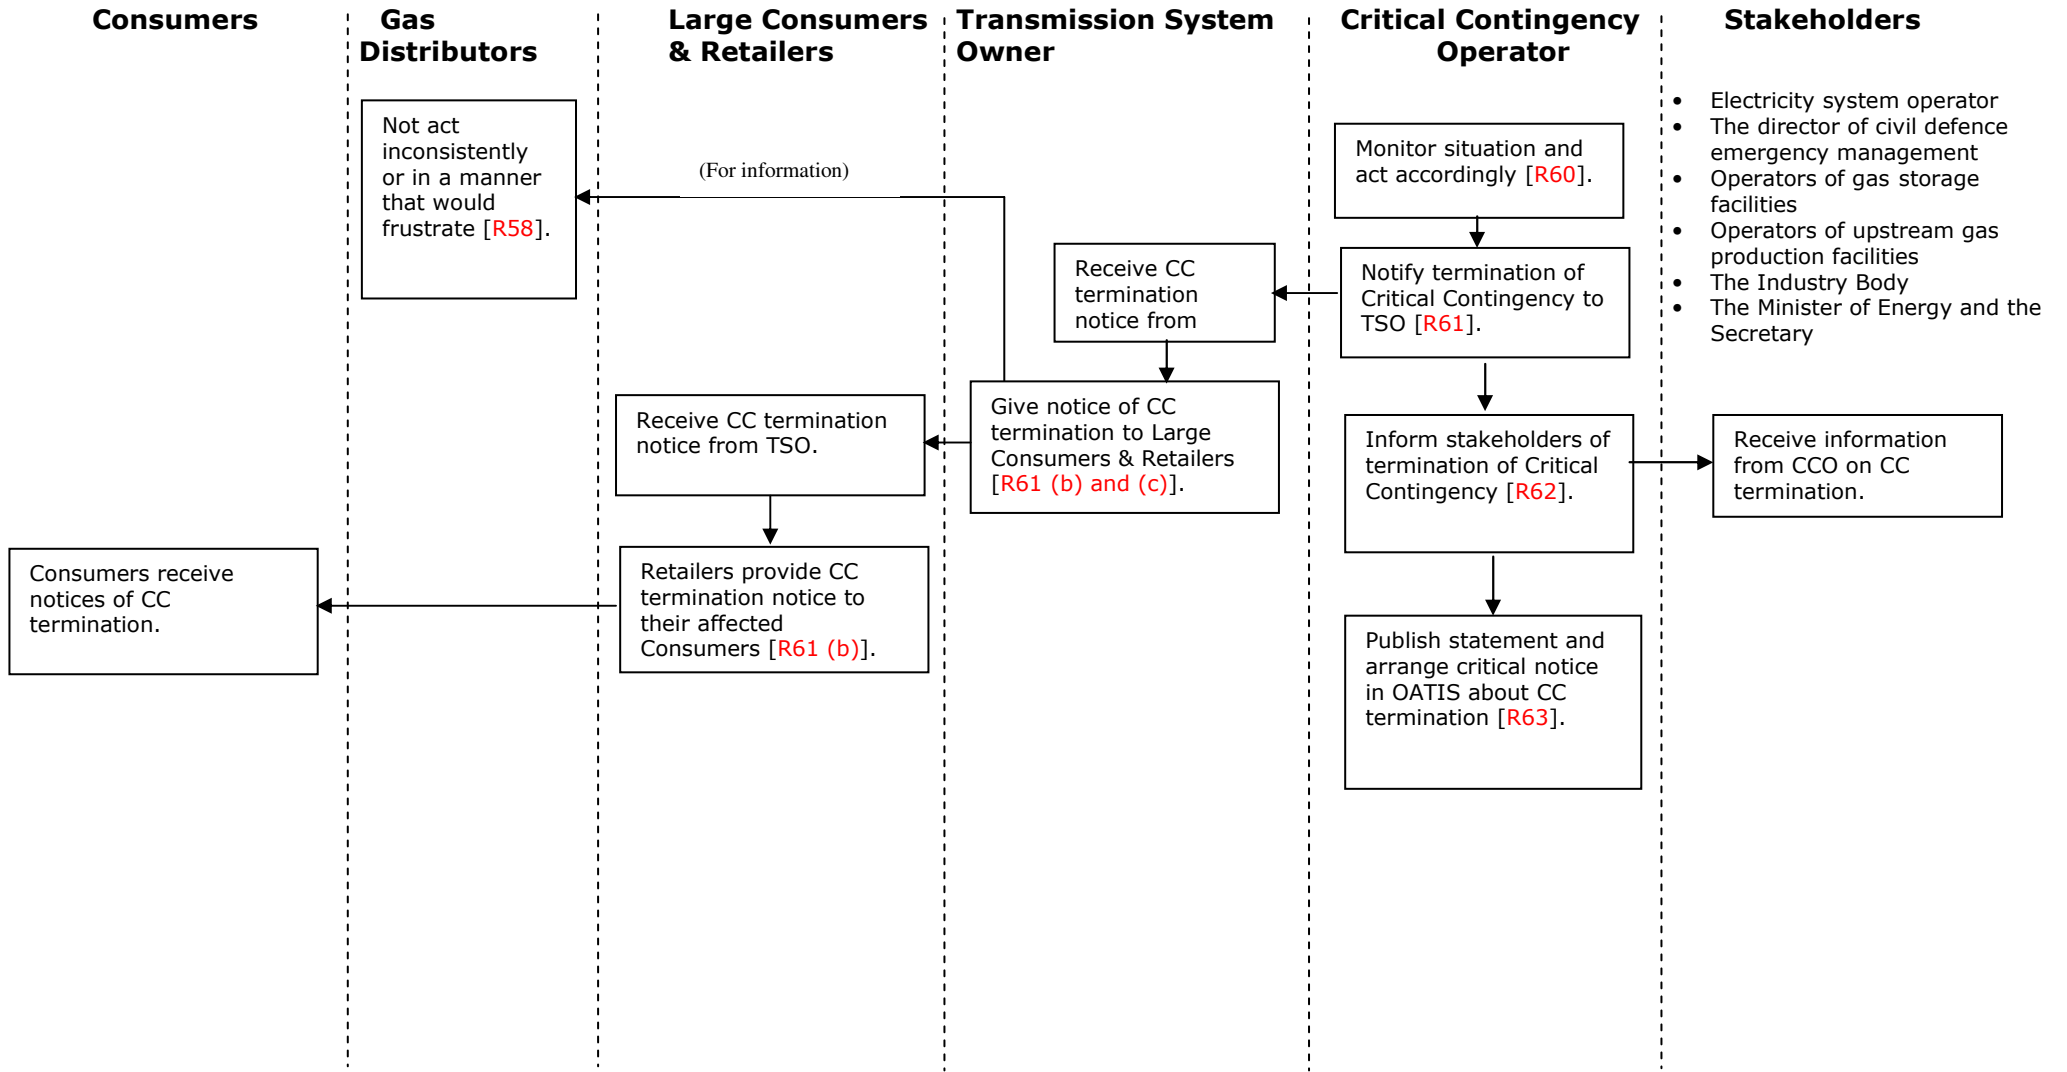 Consumers
Gas
Distributors
Large Consumers
& Retailers
Transmission System
Owner
Critical Contingency
Operator
Stakeholders
Not act
inconsistently
or in a manner
that would
frustrate [R58].
(For information)
Monitor situation and
act accordingly [R60].
• Electricity system operator
• The director of civil defence
emergency management
• Operators of gas storage
facilities
• Operators of upstream gas
production facilities
• The Industry Body
• The Minister of Energy and the
Secretary
Receive CC
termination
notice from
Notify termination of
Critical Contingency to
TSO [R61].
Receive CC termination
notice from TSO.
Give notice of CC
termination to Large
Consumers & Retailers
[R61 (b) and (c)].
Inform stakeholders of
termination of Critical
Contingency [R62].
Receive information
from CCO on CC
termination.
Consumers receive
notices of CC
termination.
Retailers provide CC
termination notice to
their affected
Consumers [R61 (b)].
Publish statement and
arrange critical notice
in OATIS about CC
termination [R63].